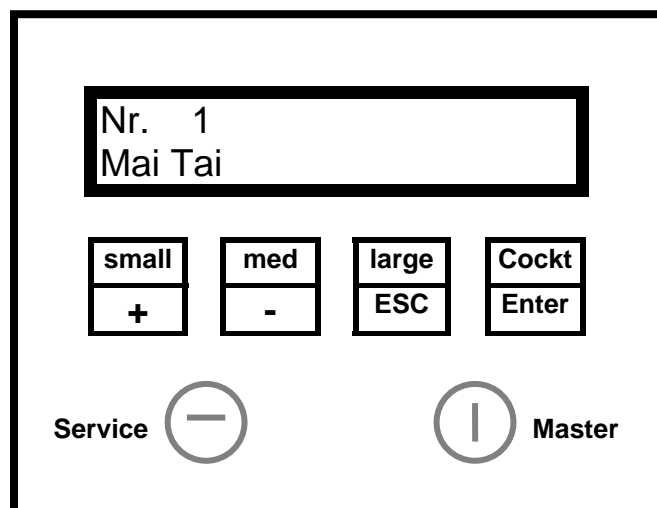 Nr. 1
Mai Tai
small med large Cockt
+ - ESC Enter
Service Master